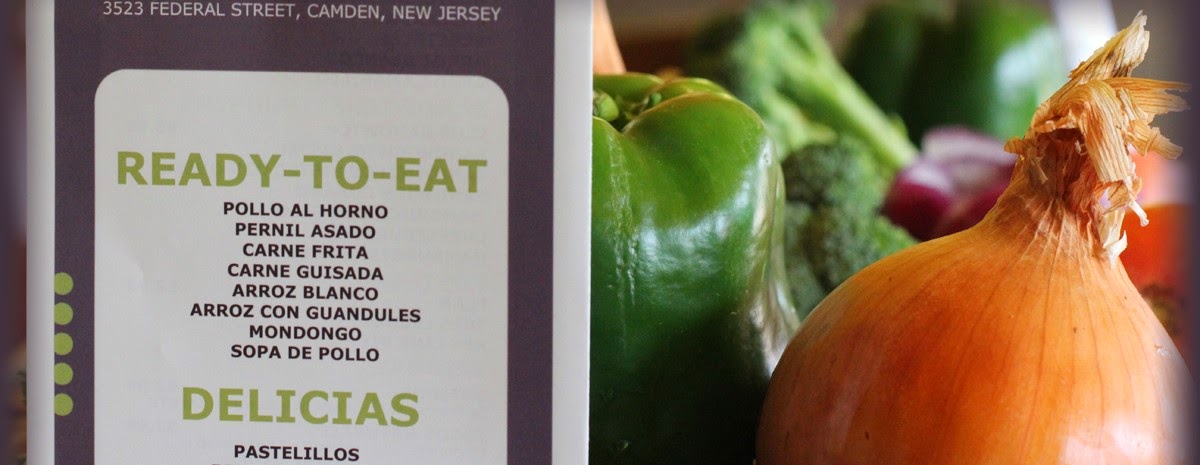 3523 FEDERAL STREET, CAMDEN, NEW JERSEY
READY-TO-EAT
POLLO AL HORNO
PERNIL ASADO
CARNE FRITA
CARNE GUISADA
ARROZ BLANCO
ARROZ CON GUANDULES
MONDONGO
SOPA DE POLLO
DELICIAS
PASTELILLOS